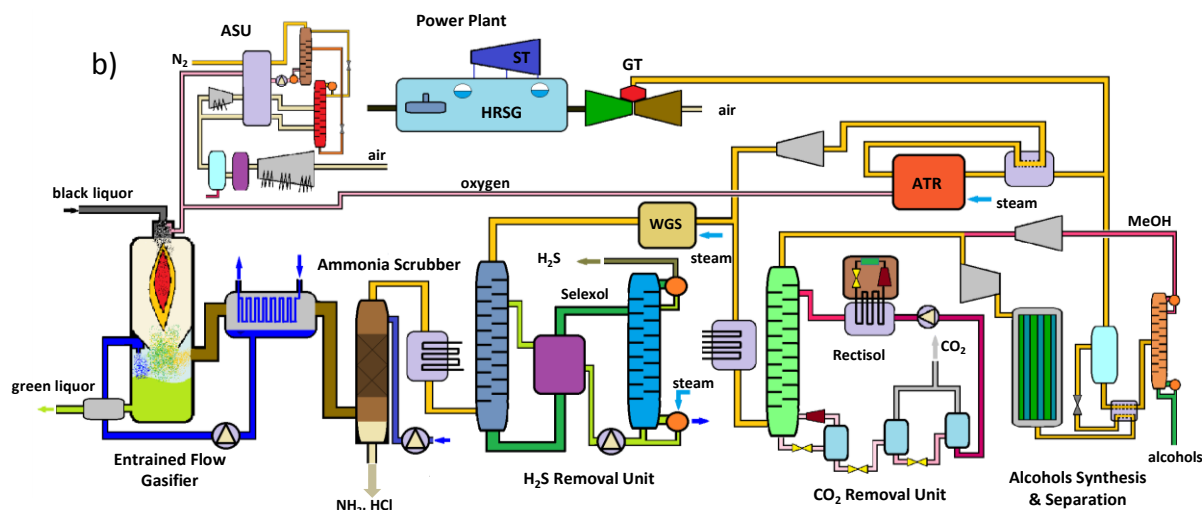 b)
ASU
N2
air
Power Plant
ST
HRSG
GT
air
black liquor
oxygen
ATR
steam
WGS
steam
MeOH
Ammonia Scrubber
H2S
Selexol
steam
Rectisol
CO2
green liquor
Entrained Flow
Gasifier
NH3, HCl
H2S Removal Unit
CO2 Removal Unit
Alcohols Synthesis
& Separation
alcohols